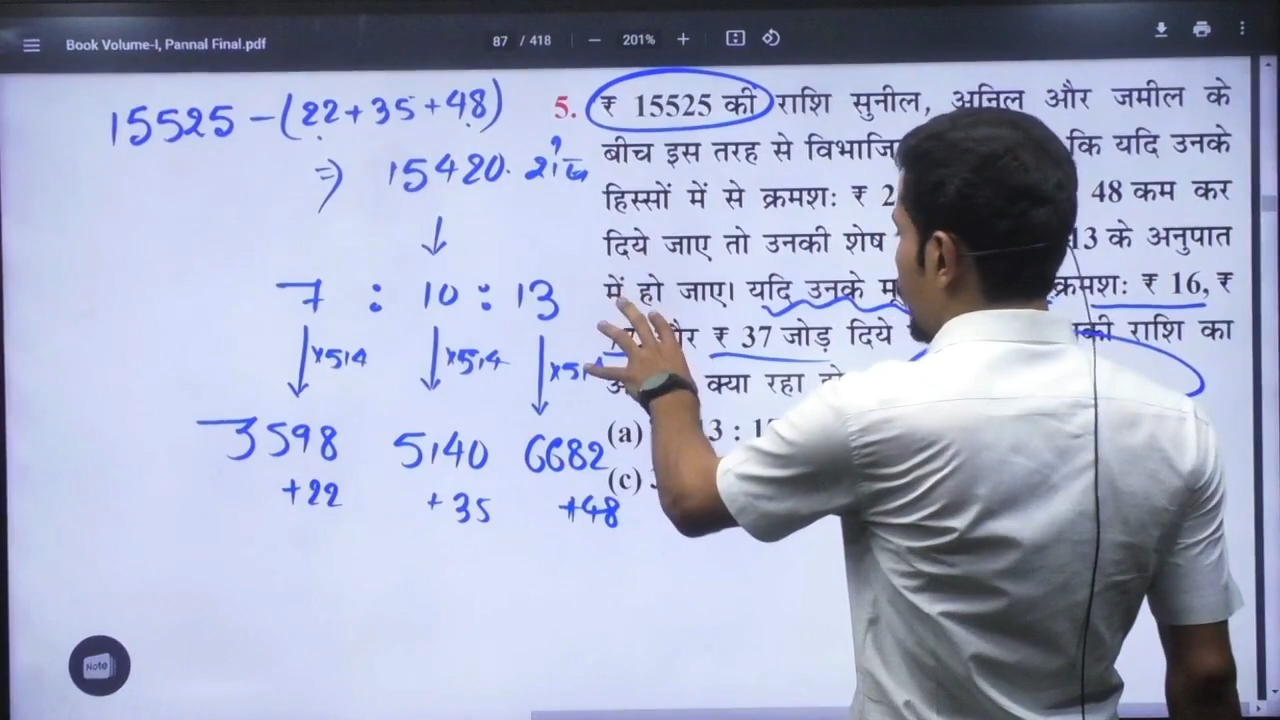 Book Volume-I, Pannal Final.pdf
87 / 418
201%
15525 - (22 + 35 + 48)
⇒ 15420.
↓
7 : 10 : 13
↓×514 ↓×514
3598 5140 6682
+22 +35 +48
5. ₹ 15525 की राशि सुनील, अनिल और जमील के
बीच इस तरह से कि यदि उनके
हिस्सों में से क्रमशः ₹ 48 कम कर
दिये जाए तो उनकी शेष 13 के अनुपात
में हो जाए। यदि उनके क्रमशः ₹ 16, ₹
₹ 37 जोड़ दिये राशि का
क्या रहा
(a)
(c)
Note